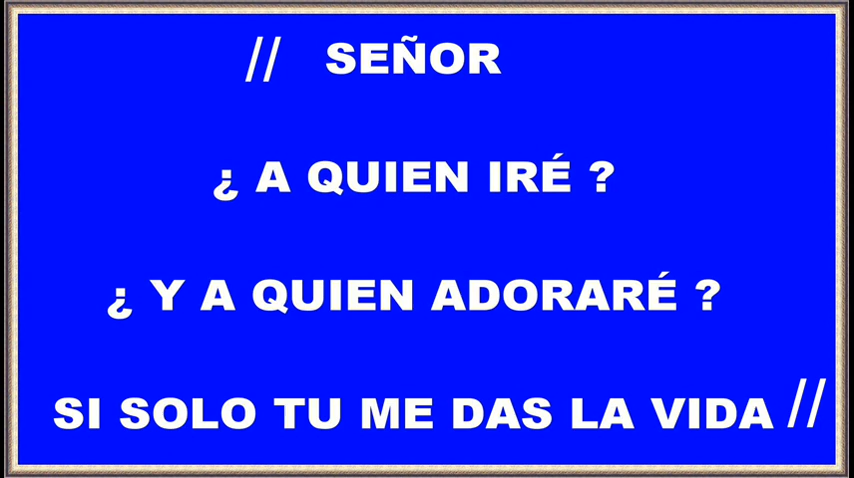 // SEÑOR
¿ A QUIEN IRÉ ?
¿ Y A QUIEN ADORARÉ ?
SI SOLO TU ME DAS LA VIDA //